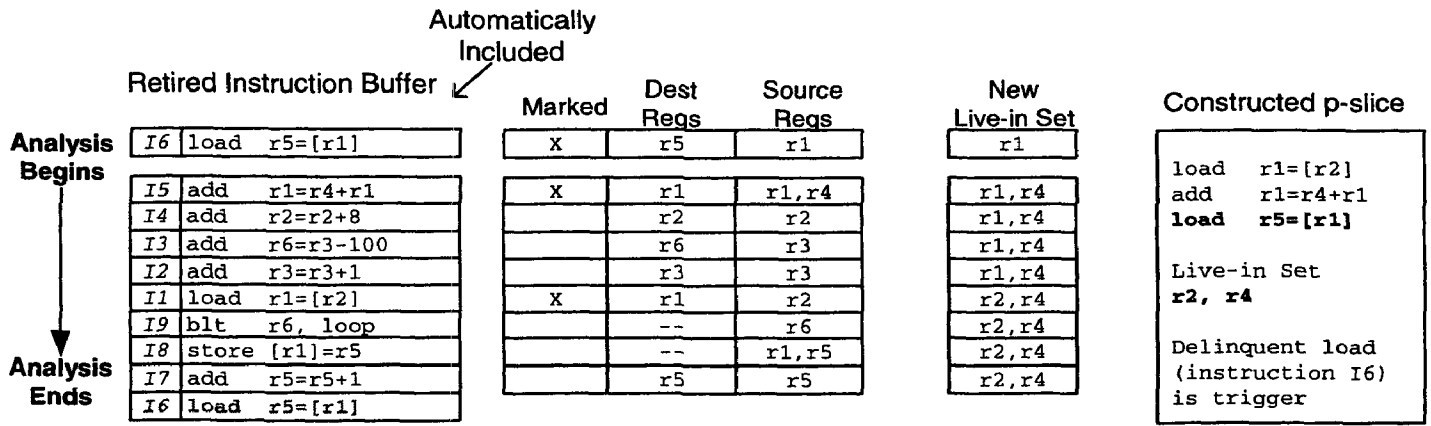 Automatically
Included
Retired Instruction Buffer
Marked
Dest
Regs
Source
Regs
New
Live-in Set
Constructed p-slice
Analysis
Begins
Analysis
Ends
I6 load r5=[r1] X r5 r1 r1
I5 add r1=r4+r1 X r1 r1,r4 r1,r4
I4 add r2=r2+8 r2 r2 r1,r4
I3 add r6=r3-100 r6 r3 r1,r4
I2 add r3=r3+1 r3 r3 r1,r4
I1 load r1=[r2] X r1 r2 r2,r4
I9 blt r6, loop -- r6 r2,r4
I8 store [r1]=r5 -- r1,r5 r2,r4
I7 add r5=r5+1 r5 r5 r2,r4
I6 load r5=[r1]
load r1=[r2]
add r1=r4+r1
load r5=[r1]
Live-in Set
r2, r4
Delinquent load
(instruction I6)
is trigger